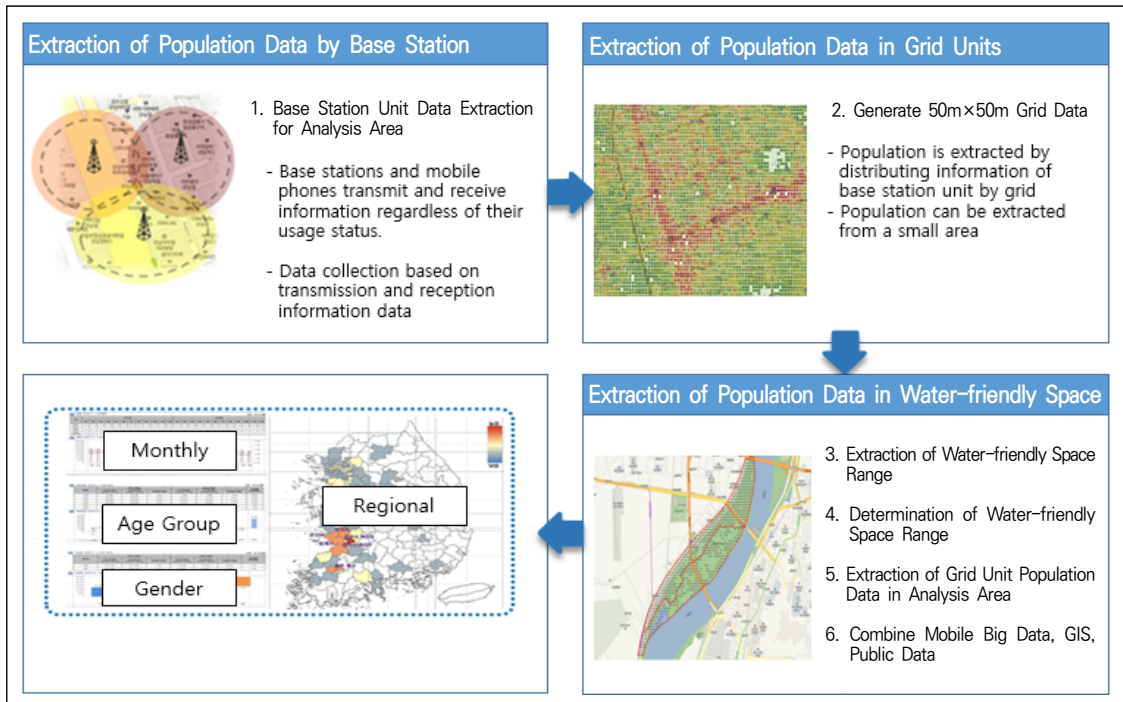 Extraction of Population Data by Base Station
1. Base Station Unit Data Extraction
for Analysis Area
- Base stations and mobile
phones transmit and receive
information regardless of their
usage status.
- Data collection based on
transmission and reception
information data
Extraction of Population Data in Grid Units
2. Generate 50m×50m Grid Data
- Population is extracted by
distributing information of
base station unit by grid
- Population can be extracted
from a small area
Extraction of Population Data in Water-friendly Space
3. Extraction of Water-friendly Space
Range
4. Determination of Water-friendly
Space Range
5. Extraction of Grid Unit Population
Data in Analysis Area
6. Combine Mobile Big Data, GIS,
Public Data
Monthly
Age Group
Gender
Regional